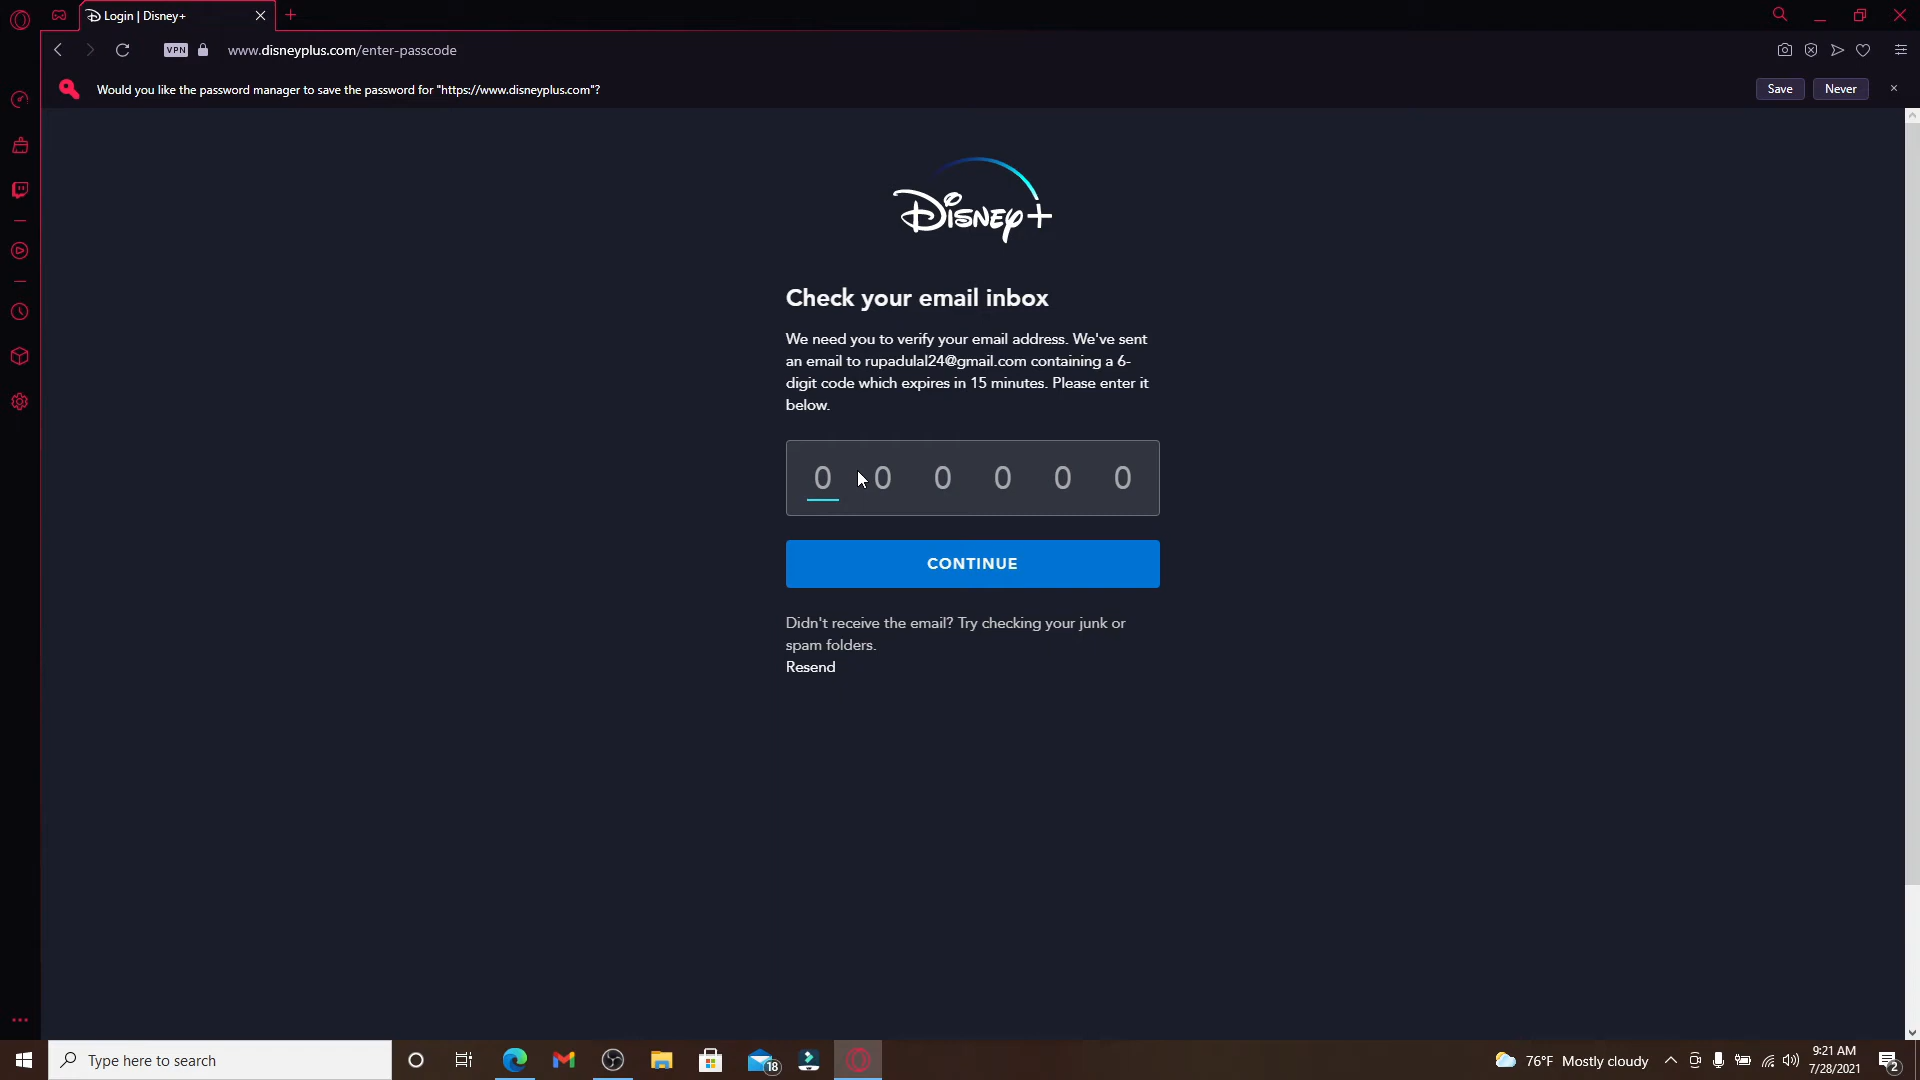 Login | Disney+
VPN
www.disneyplus.com/enter-passcode
Would you like the password manager to save the password for "https://www.disneyplus.com"?
Save
Never
Disney+
Check your email inbox
We need you to verify your email address. We've sent
an email to rupadulal24@gmail.com containing a 6-
digit code which expires in 15 minutes. Please enter it
below.
0 0 0 0 0 0
CONTINUE
Didn't receive the email? Try checking your junk or
spam folders.
Resend
Type here to search
18
76°F Mostly cloudy
9:21 AM
7/28/2021
2